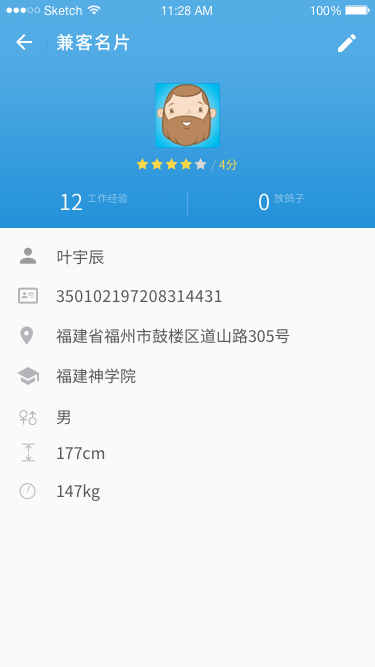 Sketch 11:28 AM 100%
兼客名片
/ 4分
12 工作经验 0 放鸽子
叶宇辰
350102197208314431
福建省福州市鼓楼区道山路305号
福建神学院
男
177cm
147kg